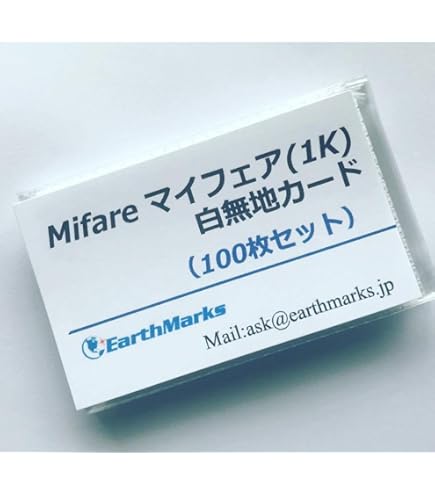 Mifare マイフェア(1K)
白無地カード
（100枚セット）
EarthMarks
Mail:ask@earthmarks.jp